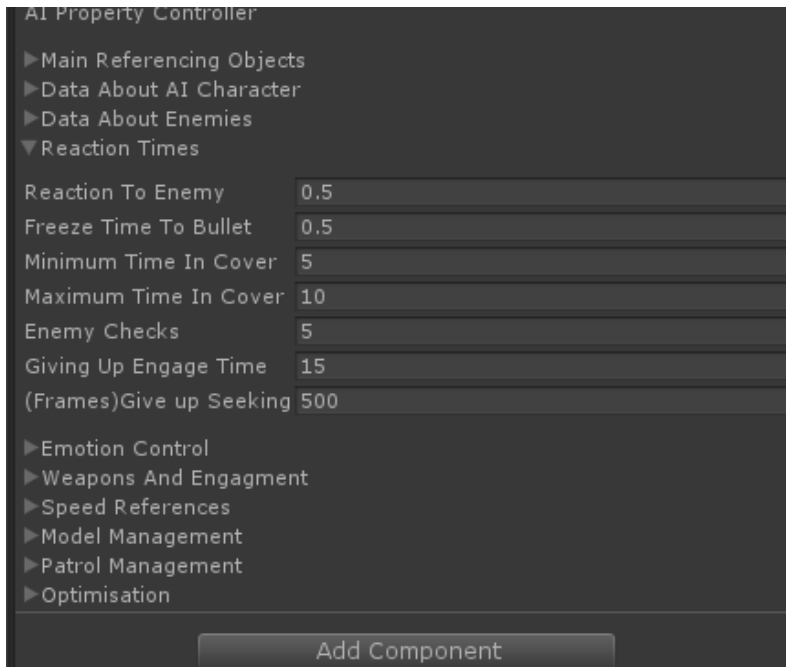 AI Property Controller
Main Referencing Objects
Data About AI Character
Data About Enemies
Reaction Times
Reaction To Enemy 0.5
Freeze Time To Bullet 0.5
Minimum Time In Cover 5
Maximum Time In Cover 10
Enemy Checks 5
Giving Up Engage Time 15
(Frames)Give up Seeking 500
Emotion Control
Weapons And Engagment
Speed References
Model Management
Patrol Management
Optimisation
Add Component